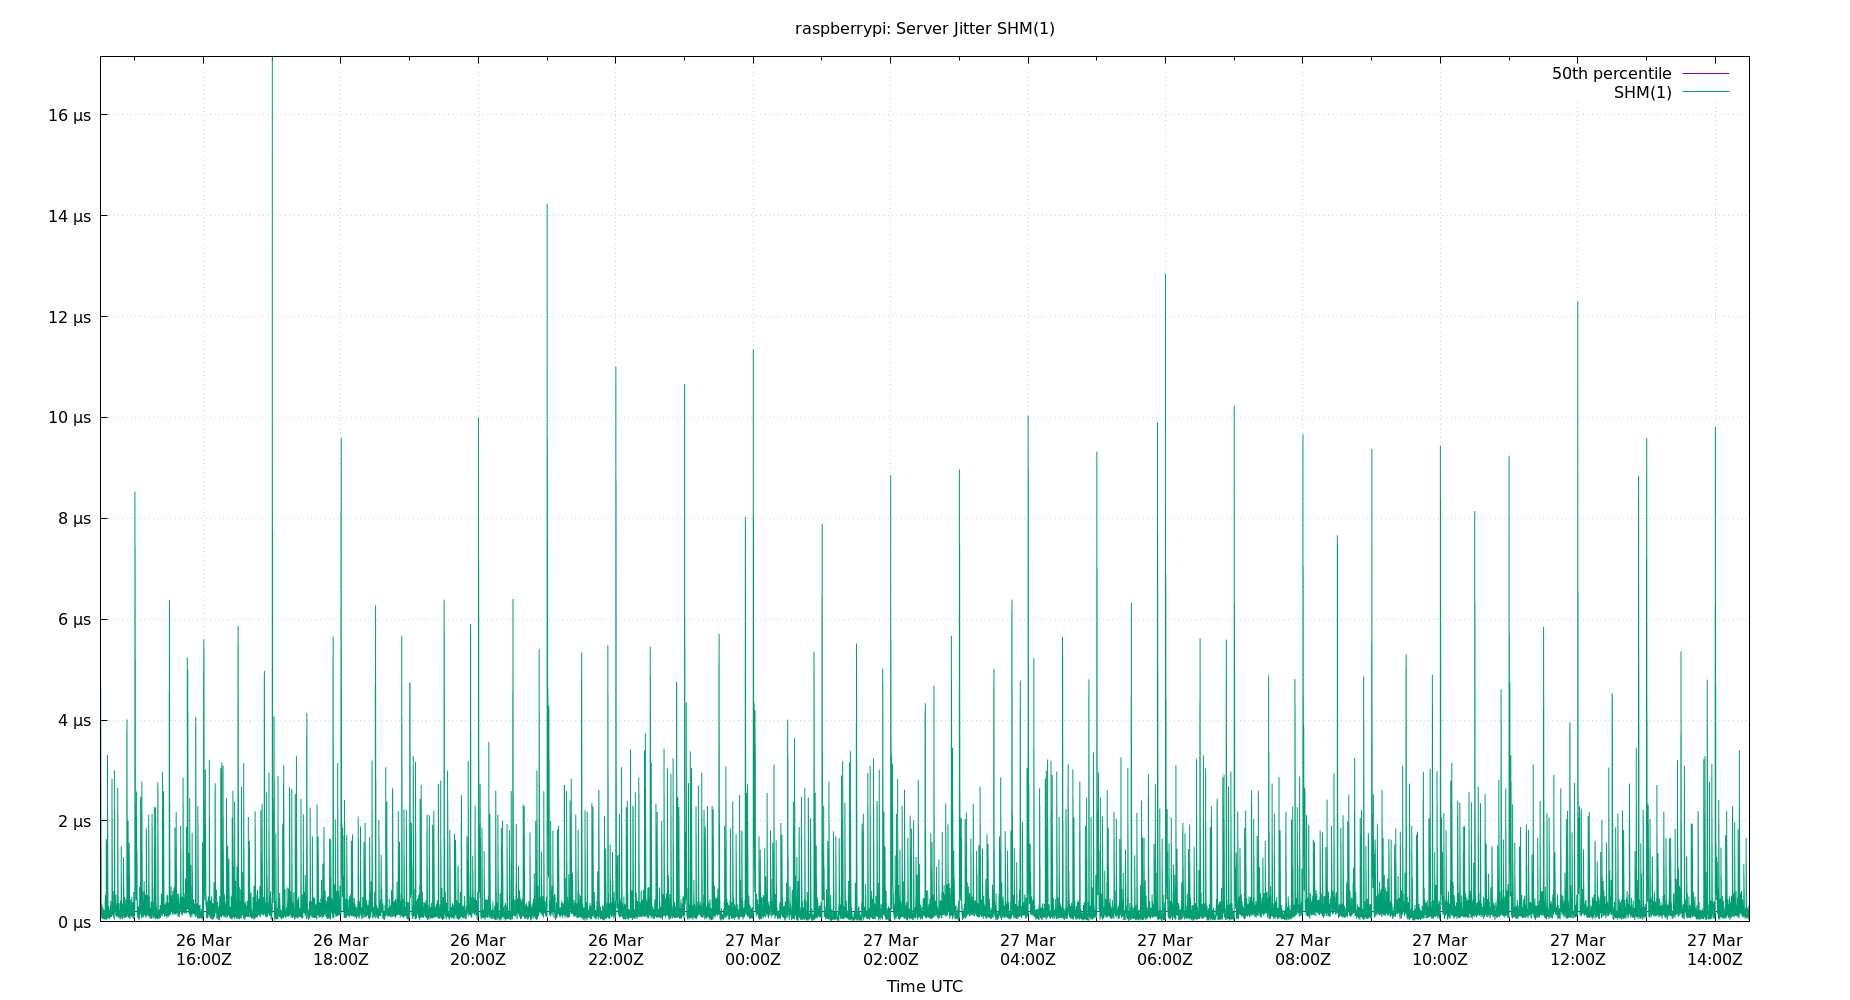 raspberrypi: Server Jitter SHM(1)
50th percentile
SHM(1)
16 µs
14 µs
12 µs
10 µs
8 µs
6 µs
4 µs
2 µs
0 µs
26 Mar 26 Mar 26 Mar 26 Mar 27 Mar 27 Mar 27 Mar 27 Mar 27 Mar 27 Mar 27 Mar 27 Mar
16:00Z 18:00Z 20:00Z 22:00Z 00:00Z 02:00Z 04:00Z 06:00Z 08:00Z 10:00Z 12:00Z 14:00Z
Time UTC